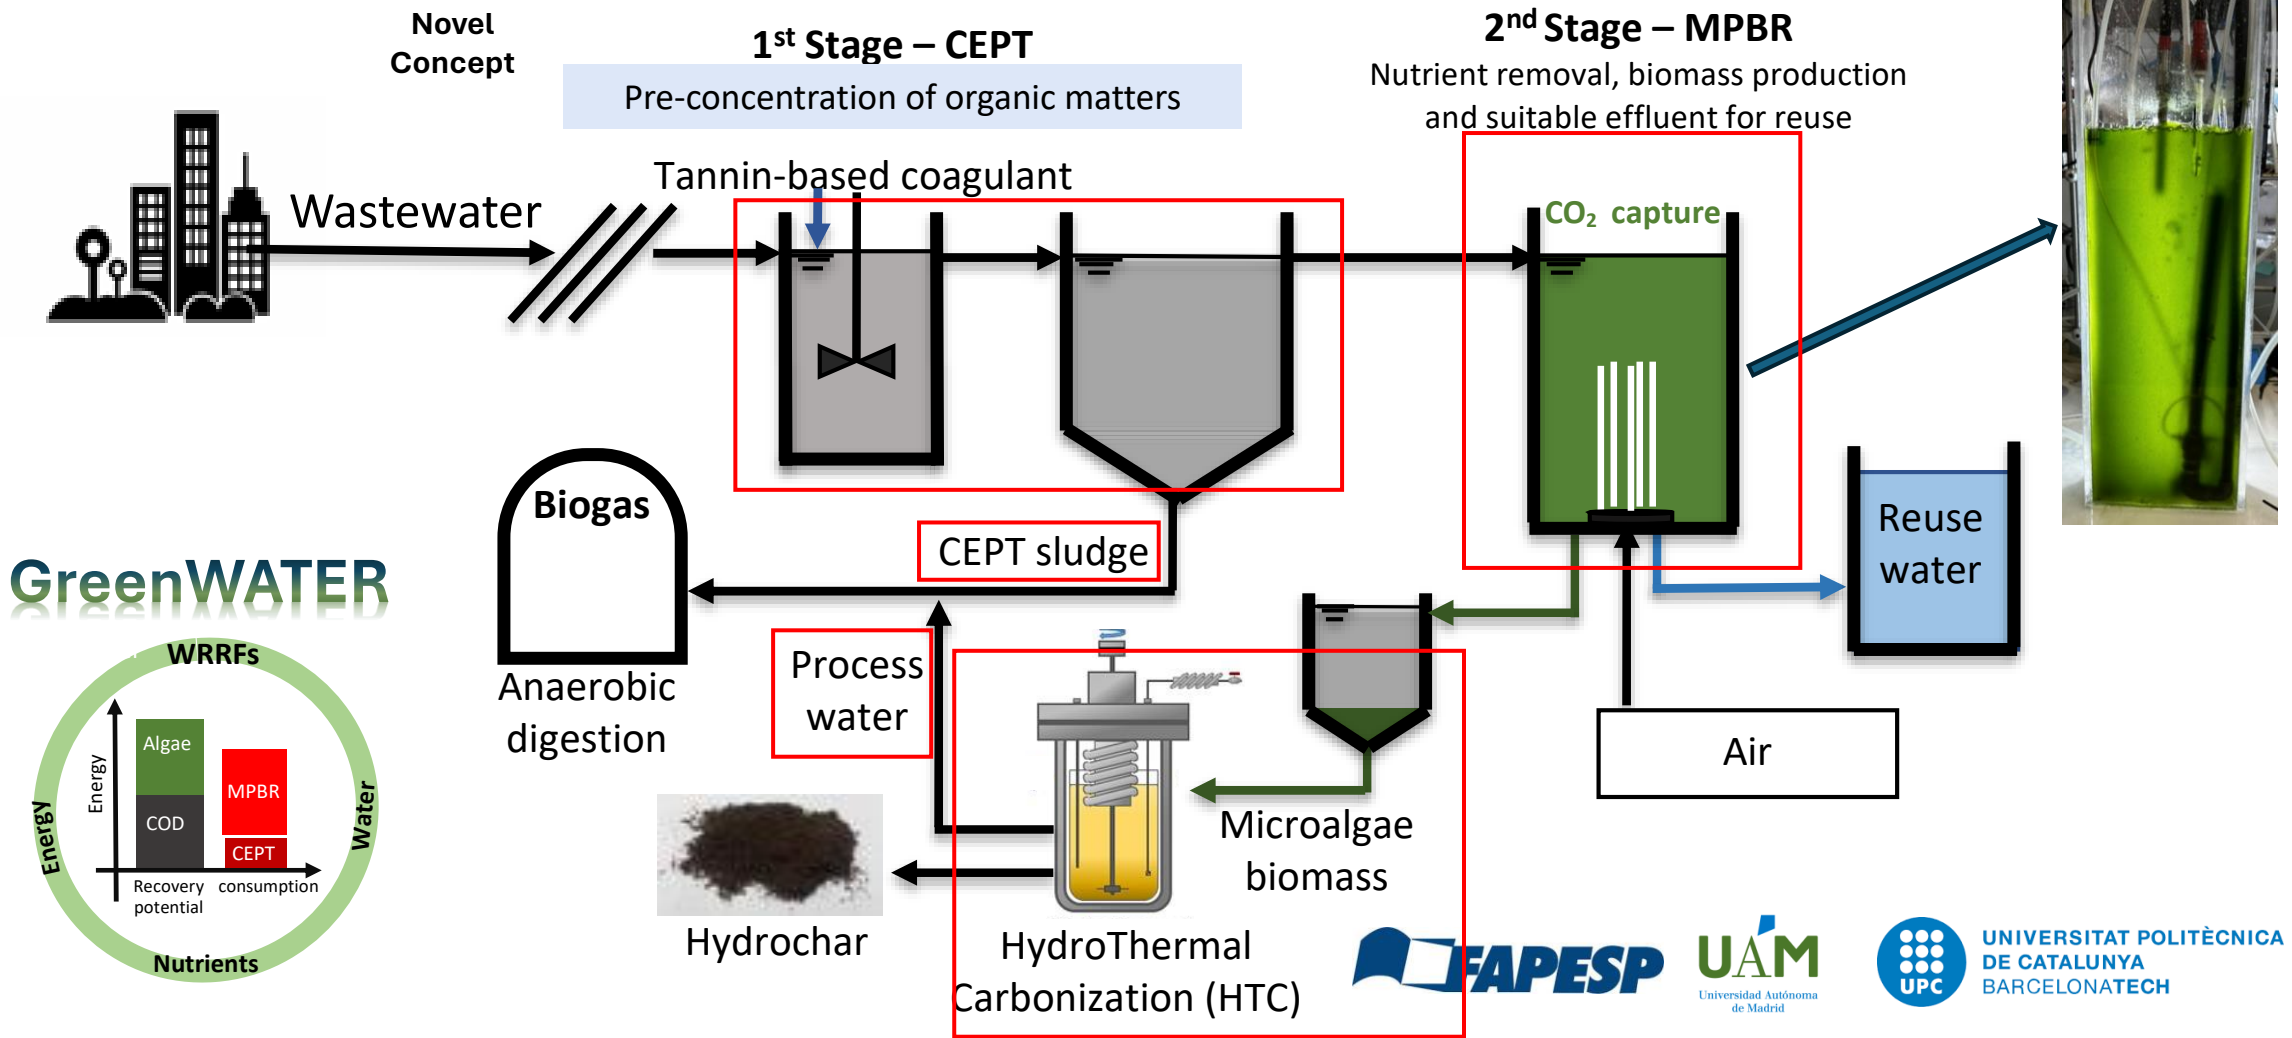 Novel
Concept
1st Stage – CEPT
Pre-concentration of organic matters
2nd Stage – MPBR
Nutrient removal, biomass production
and suitable effluent for reuse
Tannin-based coagulant
Wastewater
CO₂ capture
Biogas
CEPT sludge
Reuse
water
GreenWATER
Anaerobic
digestion
Process
water
Air
WRRFs
Energy
Water
Nutrients
Energy
Algae
COD
MPBR
CEPT
Recovery
potential
consumption
Microalgae
biomass
Hydrochar
HydroThermal
Carbonization (HTC)
FAPESP
UAM
Universidad Autónoma
de Madrid
UPC
UNIVERSITAT POLITÈCNICA
DE CATALUNYA
BARCELONATECH